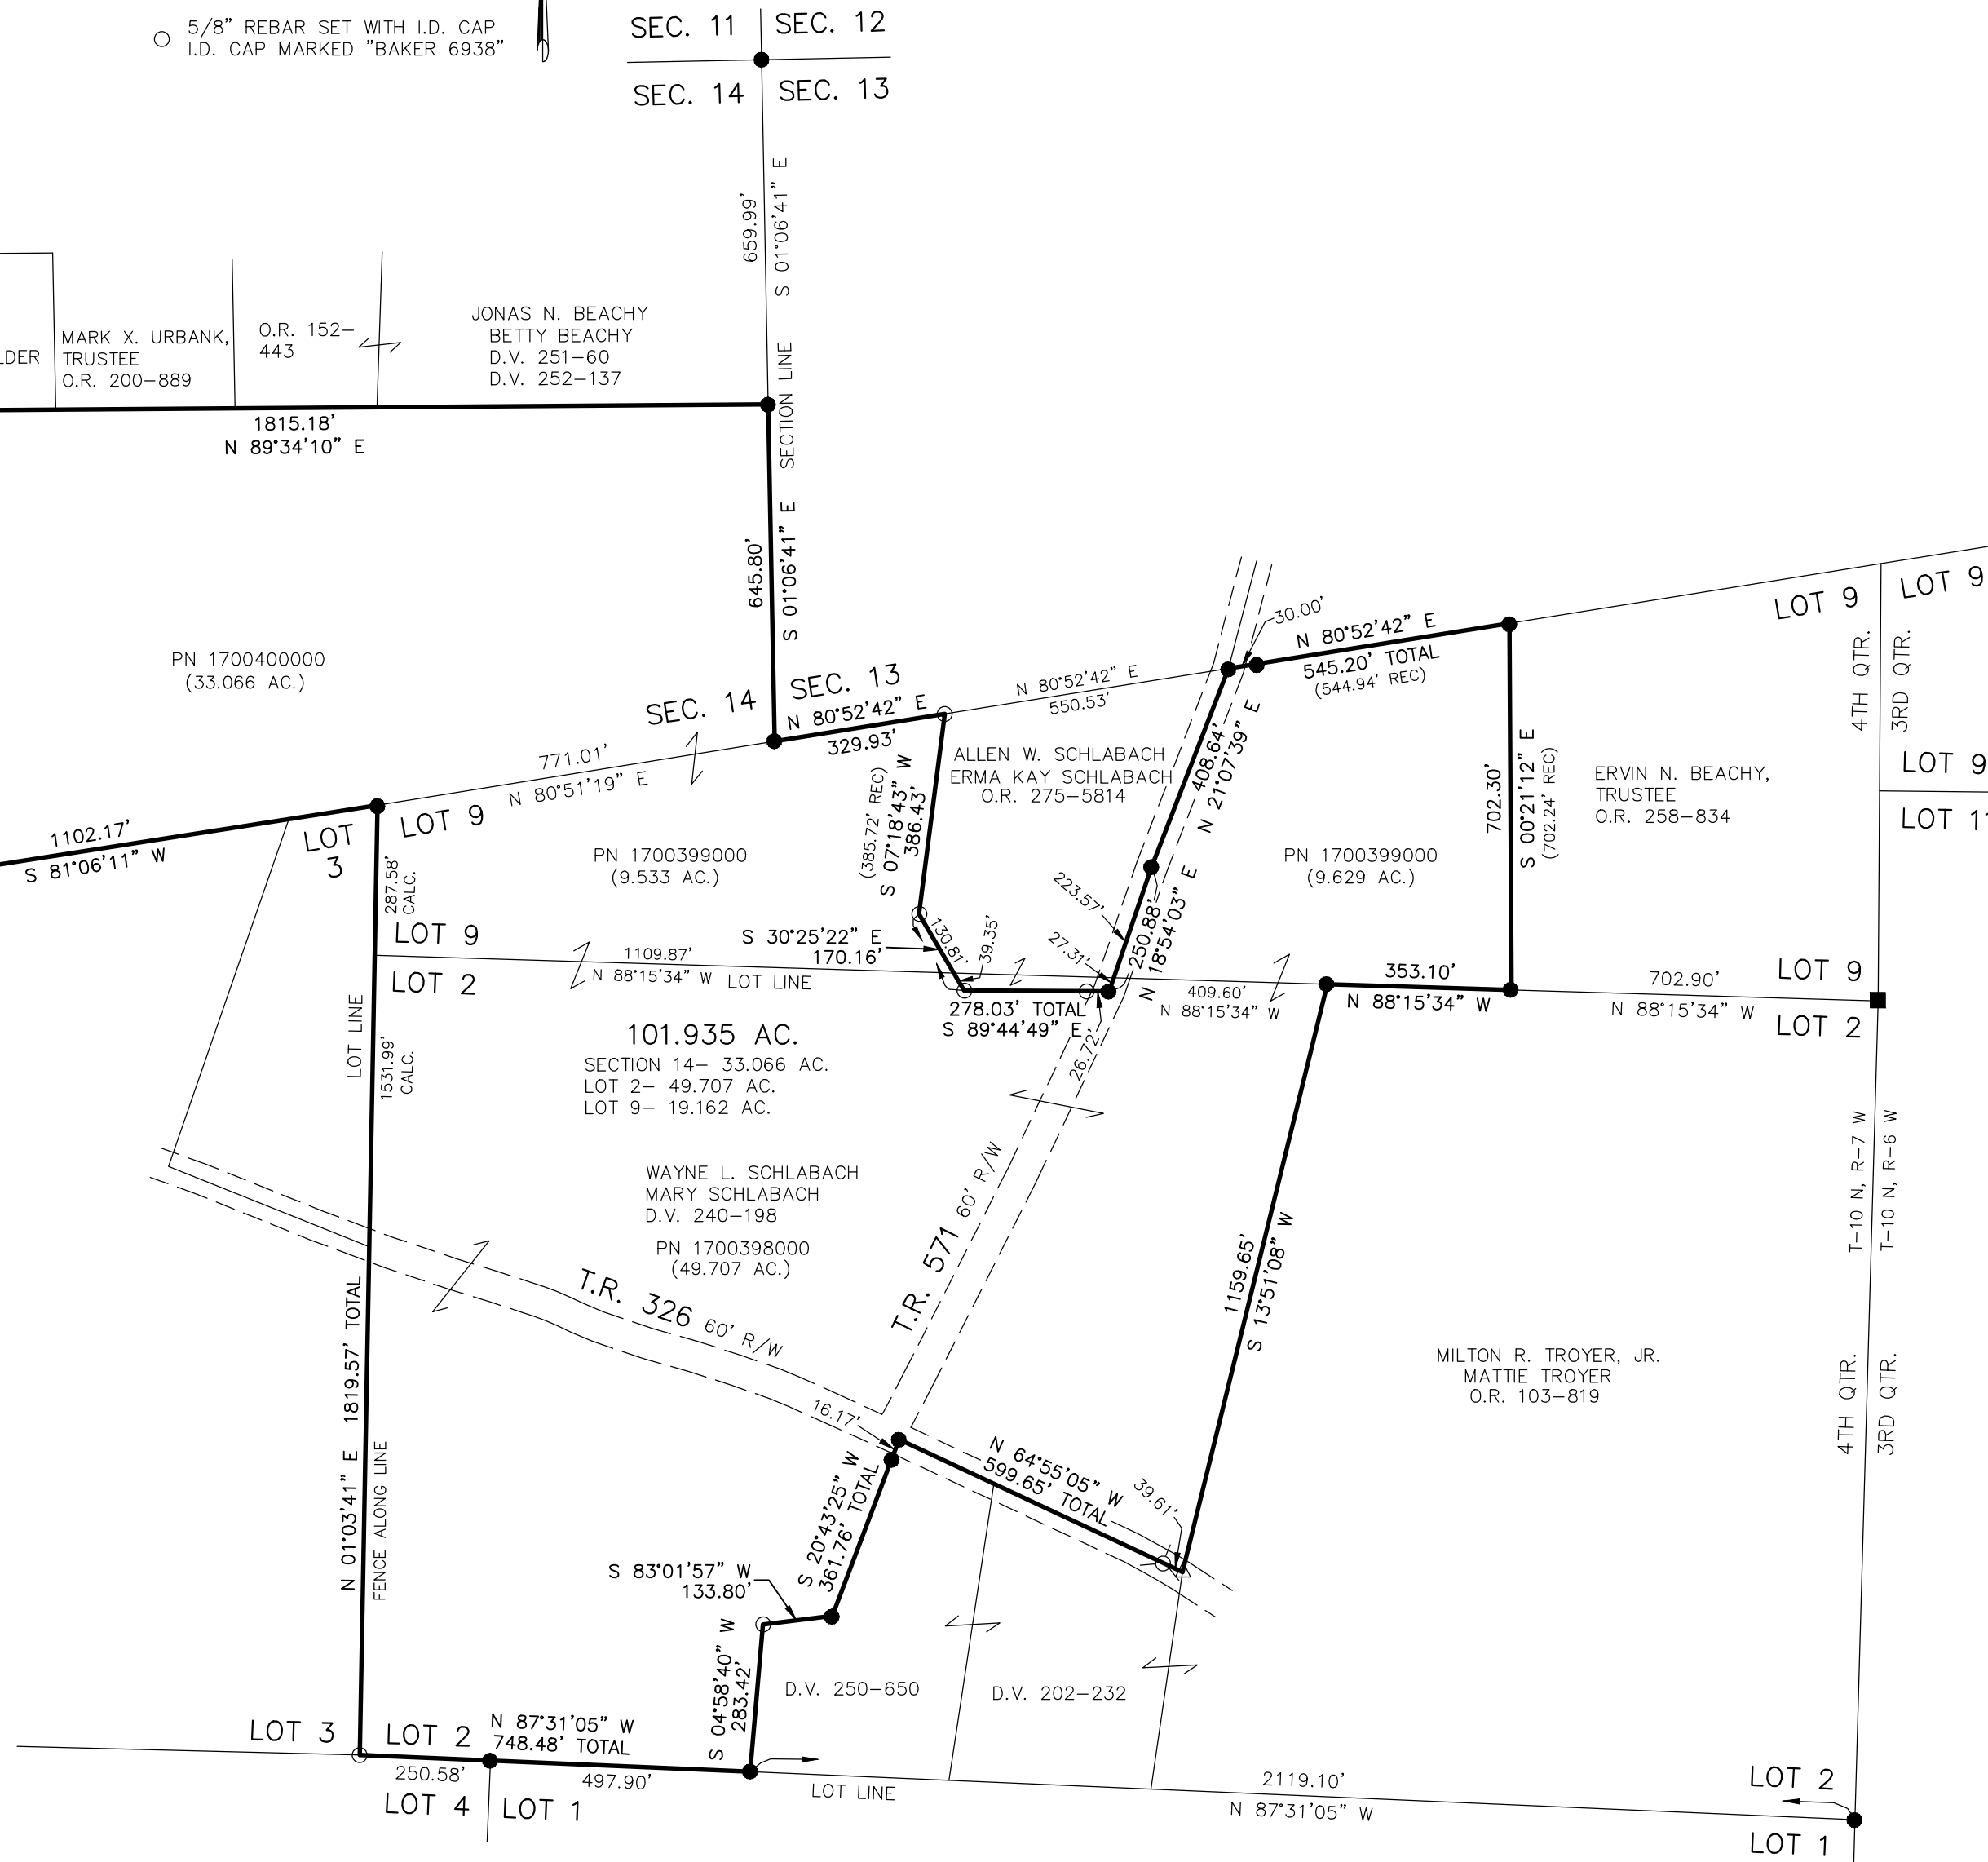 5/8" REBAR SET WITH I.D. CAP
I.D. CAP MARKED "BAKER 6938"
SEC. 11
SEC. 12
SEC. 14
SEC. 13
659.99'
S 01°06'41" E
SECTION LINE
LDER
MARK X. URBANK,
TRUSTEE
O.R. 200-889
O.R. 152-
443
JONAS N. BEACHY
BETTY BEACHY
D.V. 251-60
D.V. 252-137
1815.18'
N 89°34'10" E
645.80'
S 01°06'41" E
PN 1700400000
(33.066 AC.)
SEC. 14
SEC. 13
N 80°52'42" E
329.93'
771.01'
N 80°51'19" E
N 80°52'42" E
550.53'
30.00'
N 80°52'42" E
545.20' TOTAL
(544.94' REC)
LOT 9
LOT 9
4TH QTR.
3RD QTR.
LOT 9
LOT 11
1102.17'
S 81°06'11" W
LOT
3
LOT 9
287.58'
CALC.
PN 1700399000
(9.533 AC.)
(385.72' REC)
S 07°18'43" W
386.43'
ALLEN W. SCHLABACH
ERMA KAY SCHLABACH
O.R. 275-5814
408.64'
N 21°07'39" E
702.30'
S 00°21'12" E
(702.24' REC)
ERVIN N. BEACHY,
TRUSTEE
O.R. 258-834
PN 1700399000
(9.629 AC.)
223.57'
27.31'
250.88'
N 18°54'03" E
S 30°25'22" E
170.16'
130.81'
39.35'
LOT 9
LOT 2
1109.87'
N 88°15'34" W
LOT LINE
278.03' TOTAL
S 89°44'49" E
26.72'
409.60'
N 88°15'34" W
353.10'
N 88°15'34" W
702.90'
N 88°15'34" W
LOT 9
LOT 2
LOT LINE
1531.99'
CALC.
101.935 AC.
SECTION 14- 33.066 AC.
LOT 2- 49.707 AC.
LOT 9- 19.162 AC.
WAYNE L. SCHLABACH
MARY SCHLABACH
D.V. 240-198
PN 1700398000
(49.707 AC.)
T.R. 571 60' R/W
T.R. 326 60' R/W
1159.65'
S 13°51'08" W
T-10 N, R-7 W
T-10 N, R-6 W
4TH QTR.
3RD QTR.
MILTON R. TROYER, JR.
MATTIE TROYER
O.R. 103-819
N 01°03'41" E 1819.57' TOTAL
FENCE ALONG LINE
16.17'
N 64°55'05" W
599.65' TOTAL
39.61'
S 20°43'25" W
361.76' TOTAL
S 83°01'57" W
133.80'
S 04°58'40" W
283.42'
D.V. 250-650
D.V. 202-232
LOT 3
LOT 2
N 87°31'05" W
748.48' TOTAL
250.58'
497.90'
LOT 4
LOT 1
LOT LINE
2119.10'
N 87°31'05" W
LOT 2
LOT 1